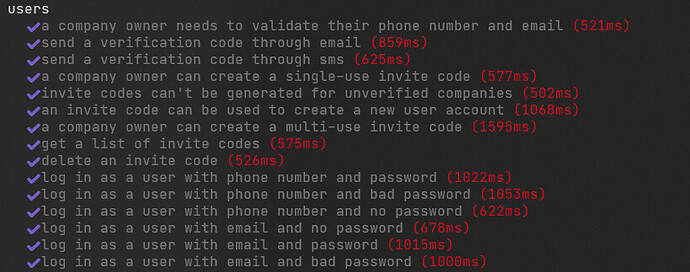 users
✔a company owner needs to validate their phone number and email (521ms)
✔send a verification code through email (859ms)
✔send a verification code through sms (625ms)
✔a company owner can create a single-use invite code (577ms)
✔invite codes can't be generated for unverified companies (502ms)
✔an invite code can be used to create a new user account (1068ms)
✔a company owner can create a multi-use invite code (1595ms)
✔get a list of invite codes (575ms)
✔delete an invite code (526ms)
✔log in as a user with phone number and password (1022ms)
✔log in as a user with phone number and bad password (1053ms)
✔log in as a user with phone number and no password (622ms)
✔log in as a user with email and no password (678ms)
✔log in as a user with email and password (1015ms)
✔log in as a user with email and bad password (1000ms)